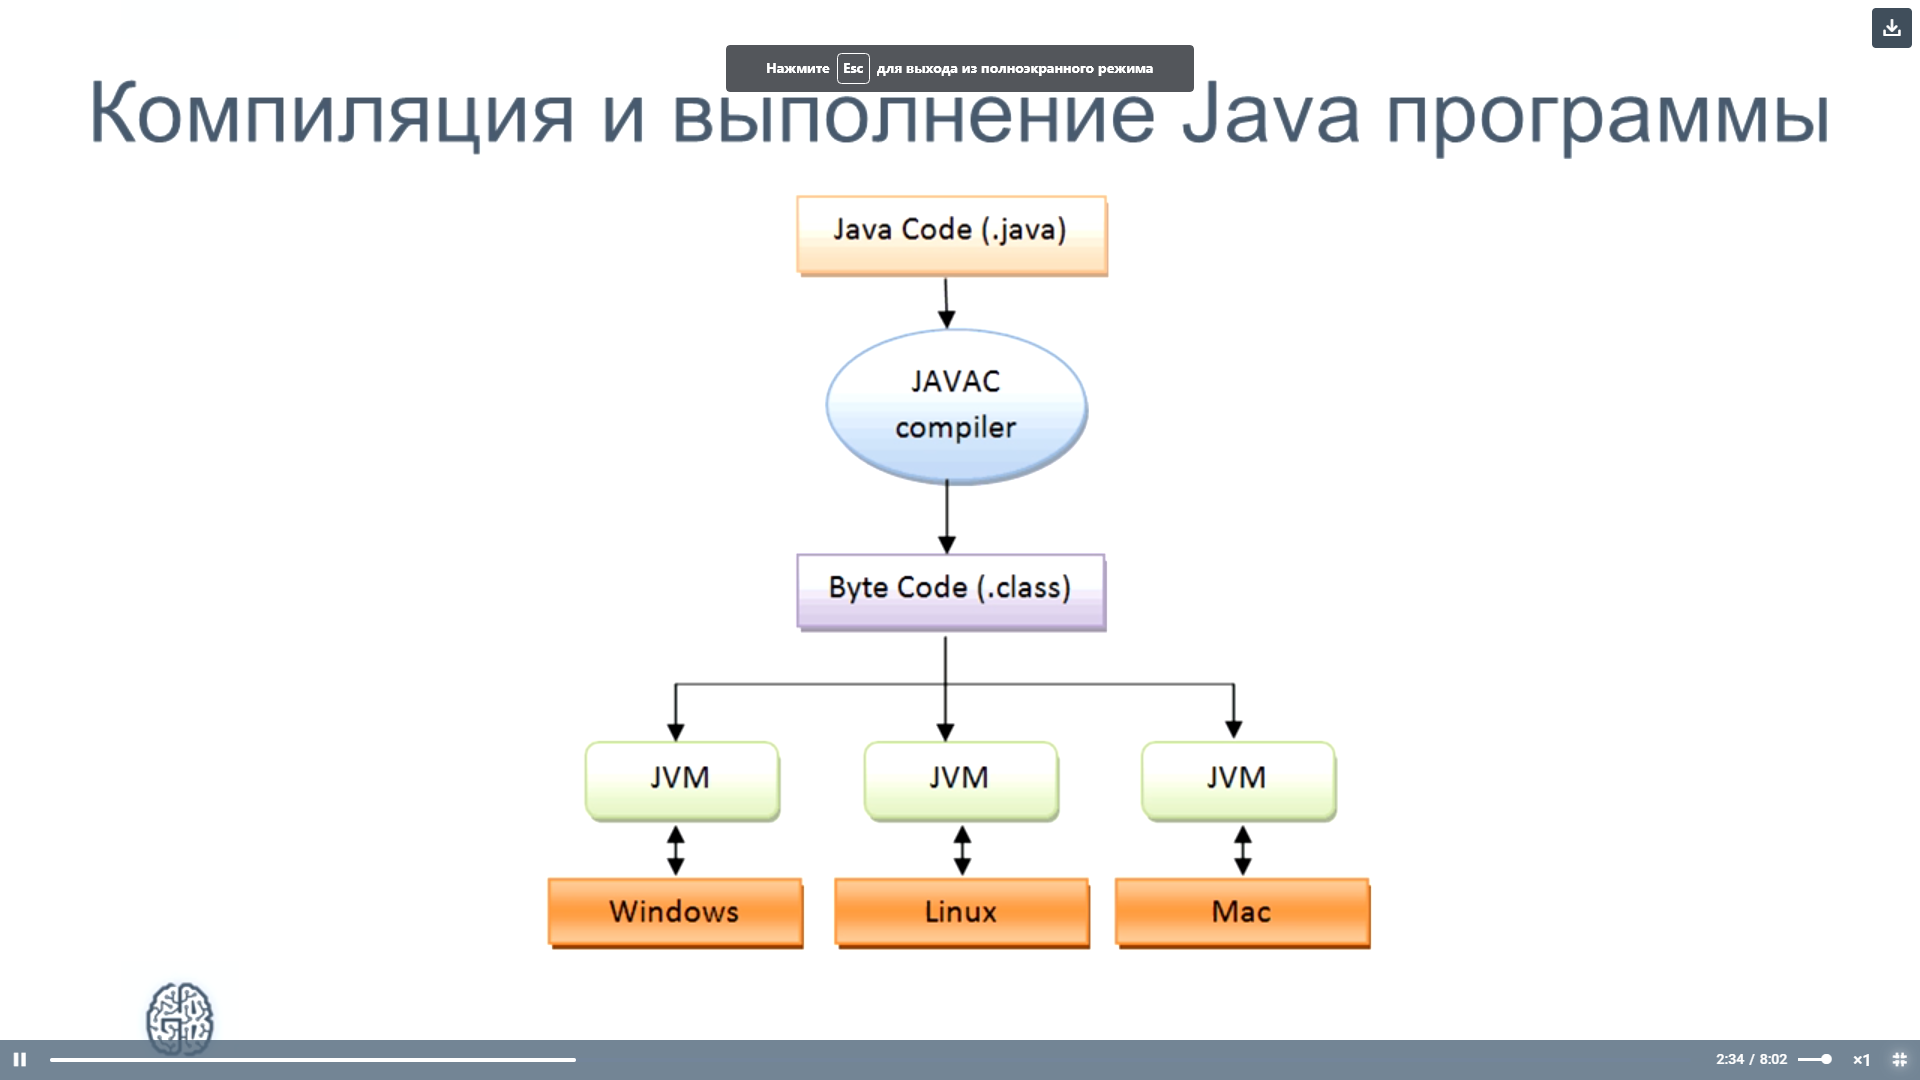 Нажмите Esc для выхода из полноэкранного режима
Компиляция и выполнение Java программы
Java Code (.java)
JAVAC
compiler
Byte Code (.class)
JVM JVM JVM
Windows Linux Mac
2:34 / 8:02 ×1